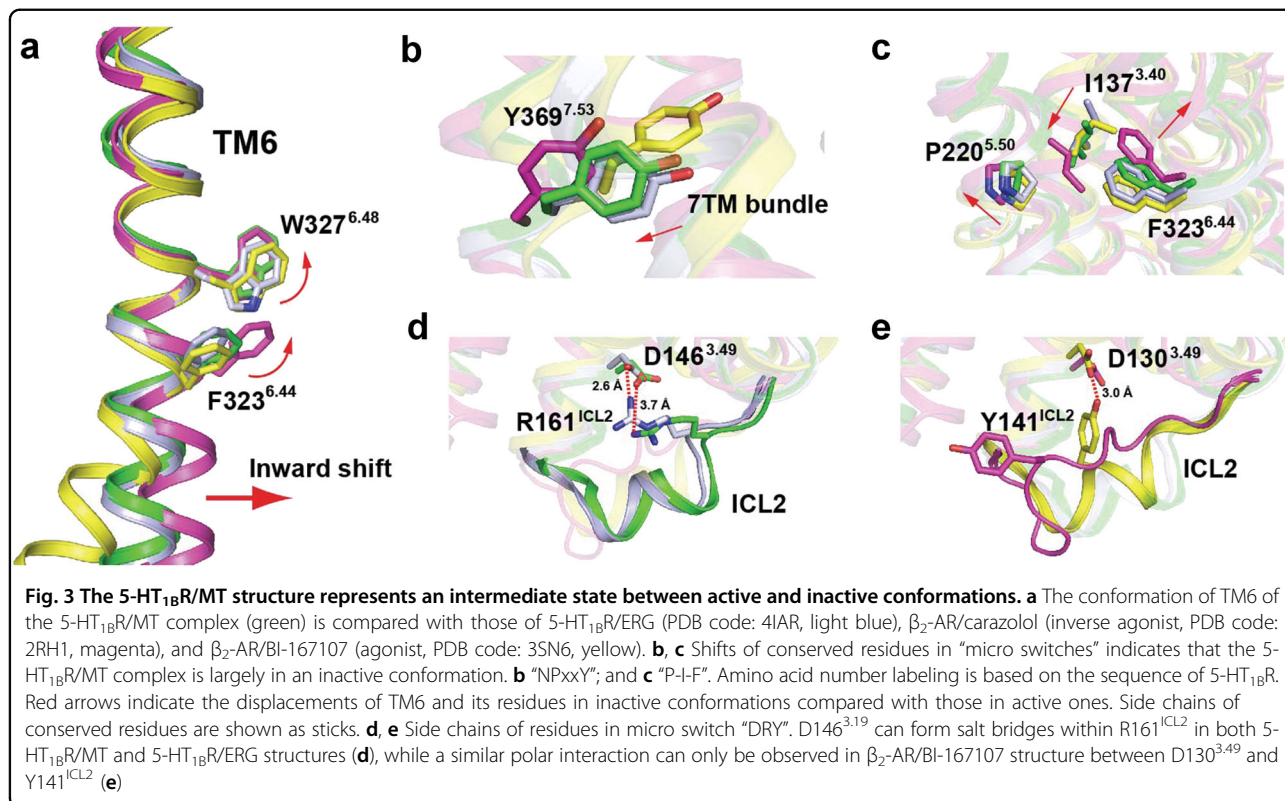 a
TM6
W327^6.48
F323^6.44
Inward shift
b
Y369^7.53
7TM bundle
c
I137^3.40
P220^5.50
F323^6.44
d
D146^3.49
2.6 Å
3.7 Å
R161^ICL2
ICL2
e
D130^3.49
3.0 Å
Y141^ICL2
ICL2
Fig. 3 The 5-HT1BR/MT structure represents an intermediate state between active and inactive conformations. a The conformation of TM6 of
the 5-HT1BR/MT complex (green) is compared with those of 5-HT1BR/ERG (PDB code: 4IAR, light blue), β2-AR/carazolol (inverse agonist, PDB code:
2RH1, magenta), and β2-AR/BI-167107 (agonist, PDB code: 3SN6, yellow). b, c Shifts of conserved residues in “micro switches” indicates that the 5-
HT1BR/MT complex is largely in an inactive conformation. b “NPxxY”; and c “P-I-F”. Amino acid number labeling is based on the sequence of 5-HT1BR.
Red arrows indicate the displacements of TM6 and its residues in inactive conformations compared with those in active ones. Side chains of
conserved residues are shown as sticks. d, e Side chains of residues in micro switch “DRY”. D146^3.19 can form salt bridges within R161^ICL2 in both 5-
HT1BR/MT and 5-HT1BR/ERG structures (d), while a similar polar interaction can only be observed in β2-AR/BI-167107 structure between D130^3.49 and
Y141^ICL2 (e)